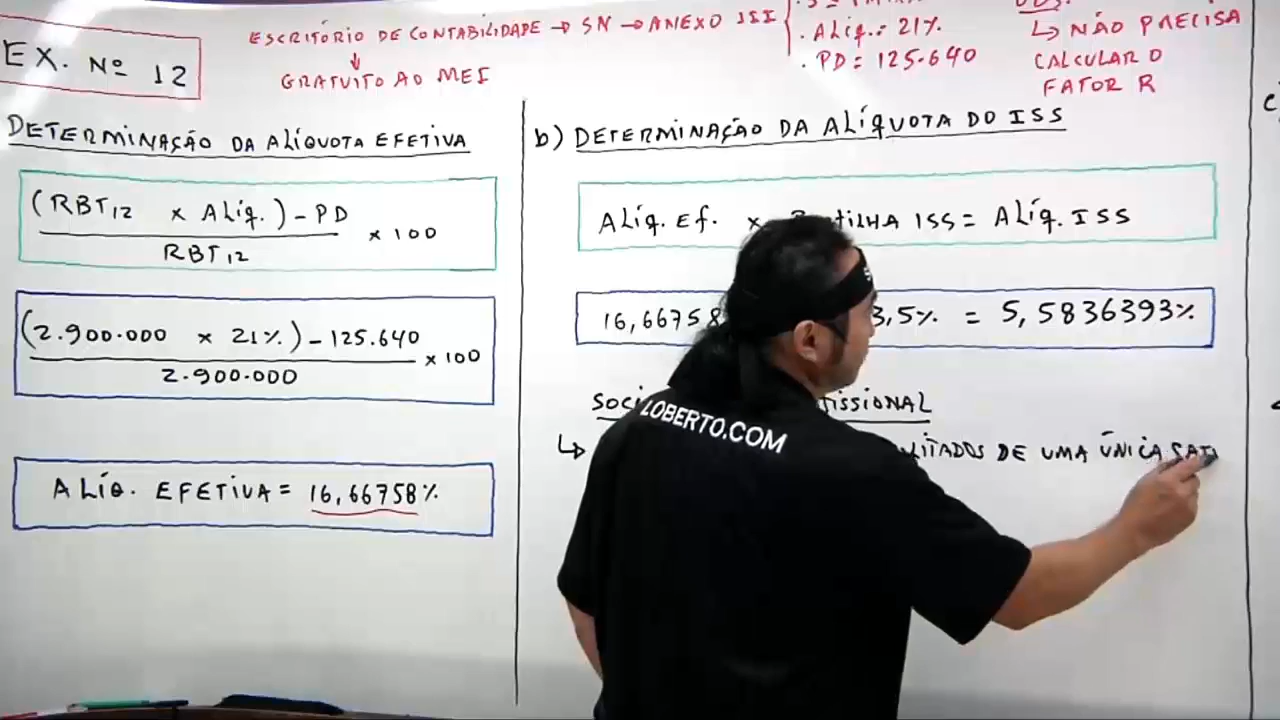 EX. Nº 12
ESCRITÓRIO DE CONTABILIDADE → SN → ANEXO III
↓
GRATUITO AO MEI
. ALÍQ.: 21%
. PD = 125.640
↳ NÃO PRECISA
CALCULAR O
FATOR R
DETERMINAÇÃO DA ALÍQUOTA EFETIVA
(RBT12 x ALÍQ.) - PD
RBT12
x 100
(2.900.000 x 21%) - 125.640
2.900.000
x 100
ALÍQ. EFETIVA = 16,66758%
b) DETERMINAÇÃO DA ALÍQUOTA DO ISS
ALÍQ. EF. x ISS = ALÍQ. ISS
16,66758 3,5% = 5,5836393%
↳ DE UMA ÚNICA
LOBERTO.COM